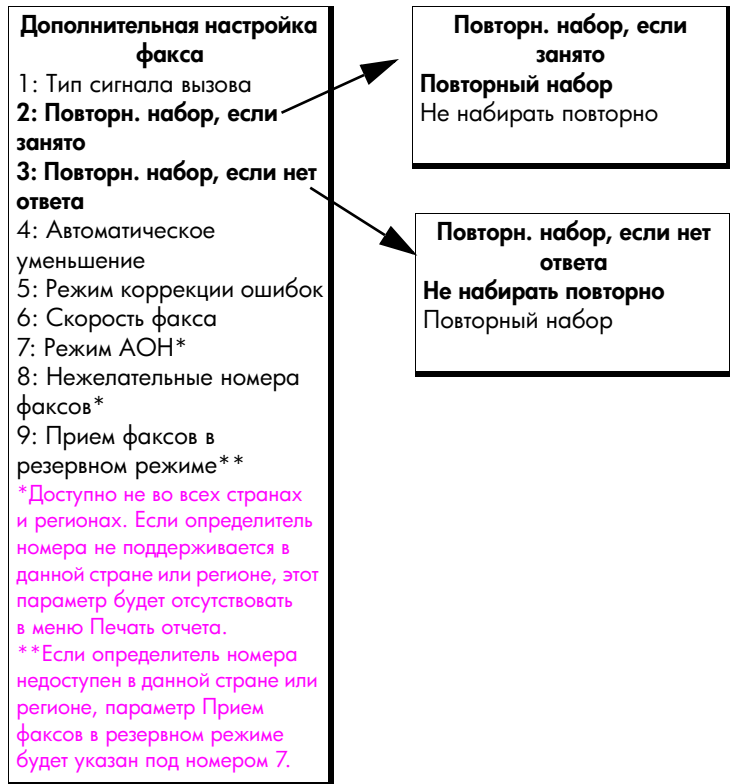 Дополнительная настройка
факса
1: Тип сигнала вызова
2: Повторн. набор, если
занято
3: Повторн. набор, если нет
ответа
4: Автоматическое
уменьшение
5: Режим коррекции ошибок
6: Скорость факса
7: Режим АОН*
8: Нежелательные номера
факсов*
9: Прием факсов в
резервном режиме**
*Доступно не во всех странах
и регионах. Если определитель
номера не поддерживается в
данной стране или регионе, этот
параметр будет отсутствовать
в меню Печать отчета.
**Если определитель номера
недоступен в данной стране или
регионе, параметр Прием
факсов в резервном режиме
будет указан под номером 7.
Повторн. набор, если
занято
Повторный набор
Не набирать повторно
Повторн. набор, если нет
ответа
Не набирать повторно
Повторный набор